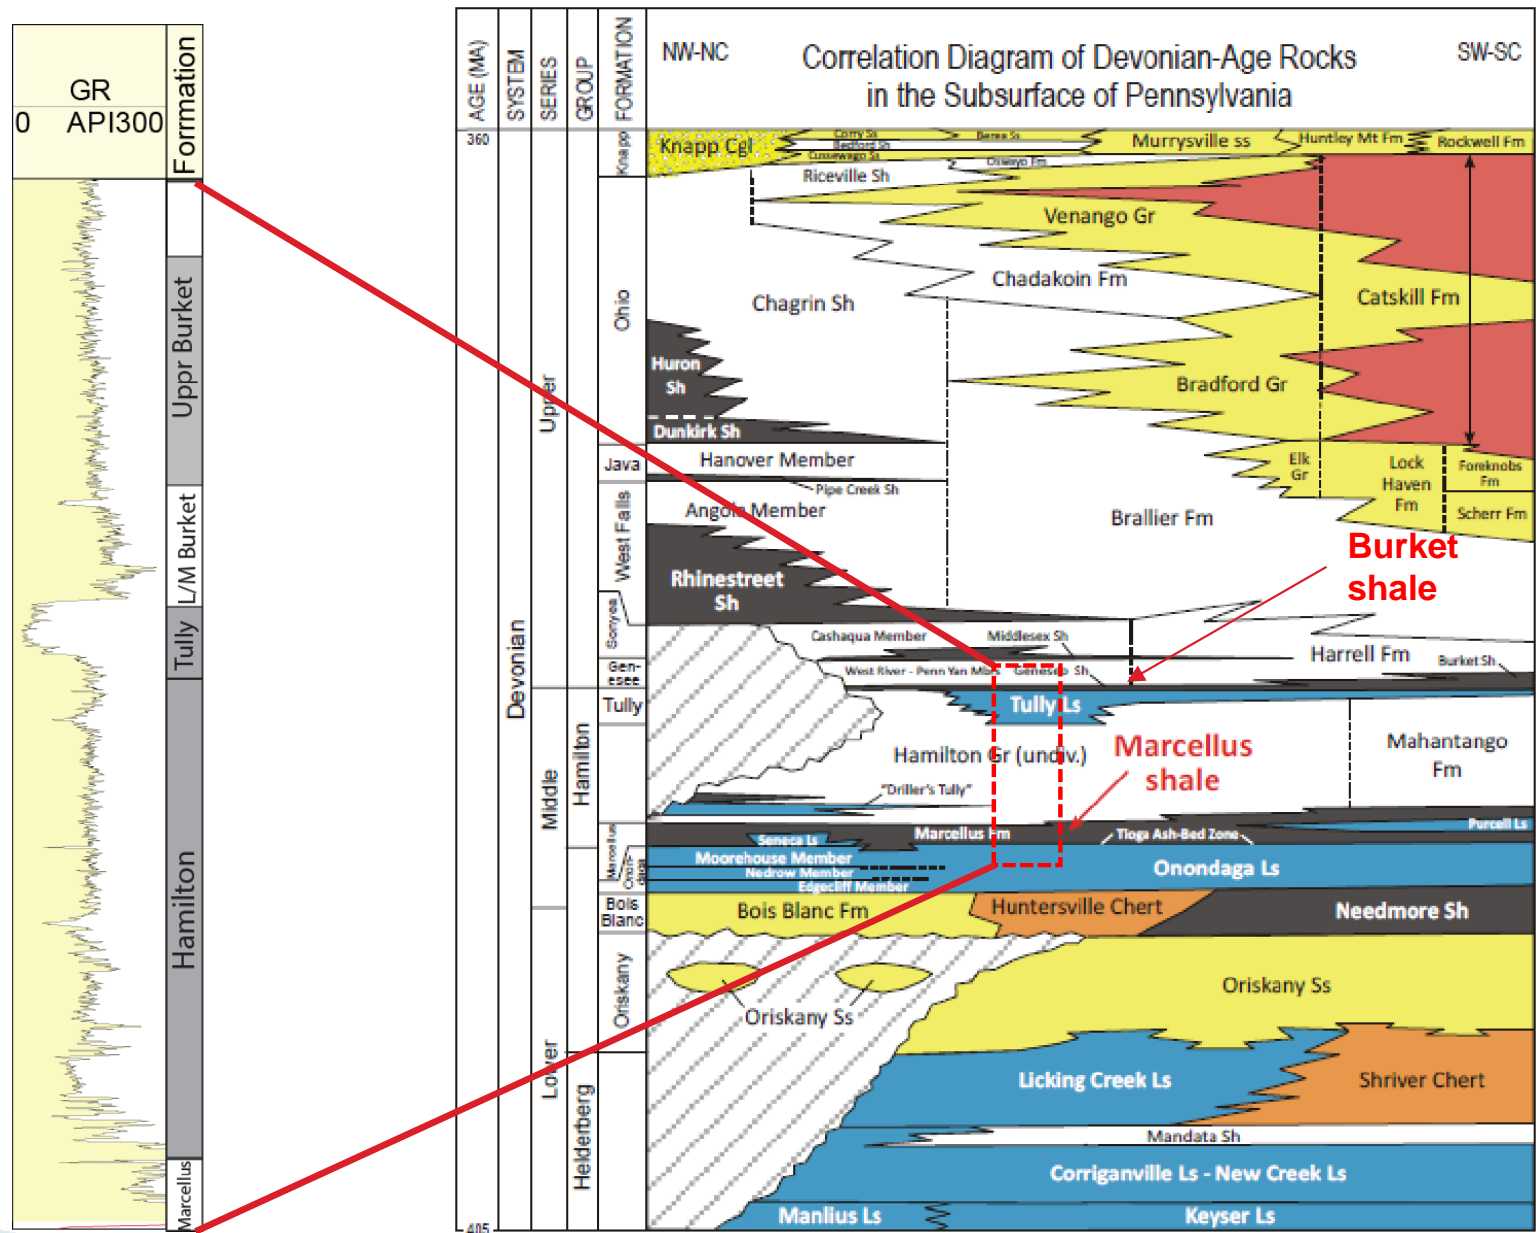 GR
0 API300
Forrmation
Uppr Burket
L/M Burket
Tully
Hamilton
Marcellus
AGE (MA)
SYSTEM
SERIES
GROUP
FORMATION
NW-NC
Correlation Diagram of Devonian-Age Rocks
in the Subsurface of Pennsylvania
SW-SC
360
405
Devonian
Upper
Middle
Lower
Hamilton
Helderberg
Knapp
Ohio
Java
West Falls
Sonyea
Gen-
esee
Tully
Marcellus
Onon-
daga
Bois
Blanc
Oriskany
Knapp Cgl
Corry Ss
Bedford Sh
Cussewago Ss
Berea Ss
Oswayo Fm
Murrysville ss
Huntley Mt Fm
Rockwell Fm
Riceville Sh
Venango Gr
Chadakoin Fm
Chagrin Sh
Catskill Fm
Huron
Sh
Bradford Gr
Dunkirk Sh
Hanover Member
Pipe Creek Sh
Elk
Gr
Lock
Haven
Fm
Foreknobs
Fm
Scherr Fm
Angola Member
Brallier Fm
Burket
shale
Rhinestreet
Sh
Cashaqua Member
Middlesex Sh
Harrell Fm
Burket Sh
West River - Penn Yan Mbrs
Geneseo Sh
Tully Ls
Hamilton Gr (undiv.)
Marcellus
shale
Mahantango
Fm
"Driller's Tully"
Marcellus Fm
Tioga Ash-Bed Zone
Purcell Ls
Seneca Ls
Moorehouse Member
Nedrow Member
Edgecliff Member
Onondaga Ls
Bois Blanc Fm
Huntersville Chert
Needmore Sh
Oriskany Ss
Oriskany Ss
Licking Creek Ls
Shriver Chert
Mandata Sh
Corriganville Ls - New Creek Ls
Manlius Ls
Keyser Ls